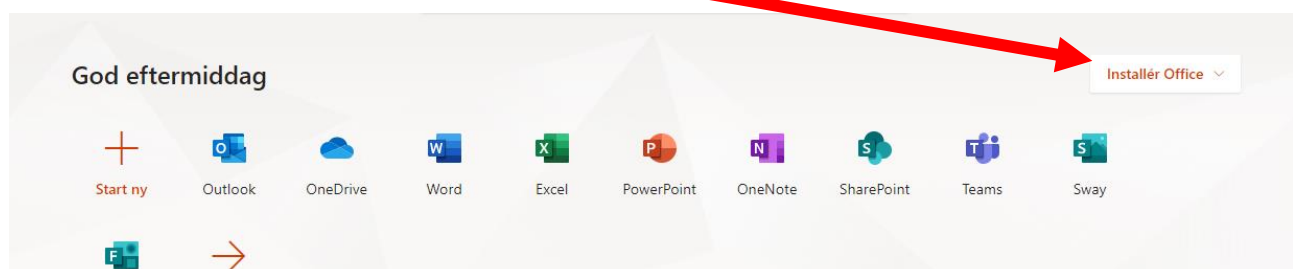 God eftermiddag
Installér Office
Start ny
Outlook
OneDrive
Word
Excel
PowerPoint
OneNote
SharePoint
Teams
Sway